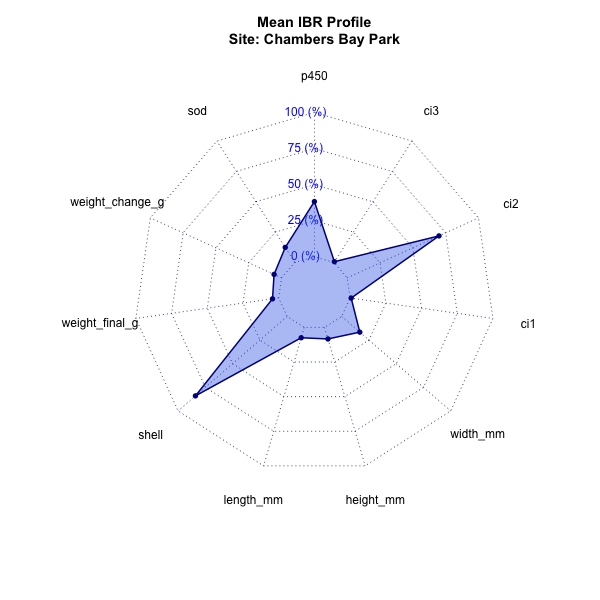 Mean IBR Profile
Site: Chambers Bay Park
p450
sod
ci3
100 (%)
75 (%)
weight_change_g
ci2
50 (%)
25 (%)
0 (%)
weight_final_g
ci1
shell
width_mm
length_mm
height_mm